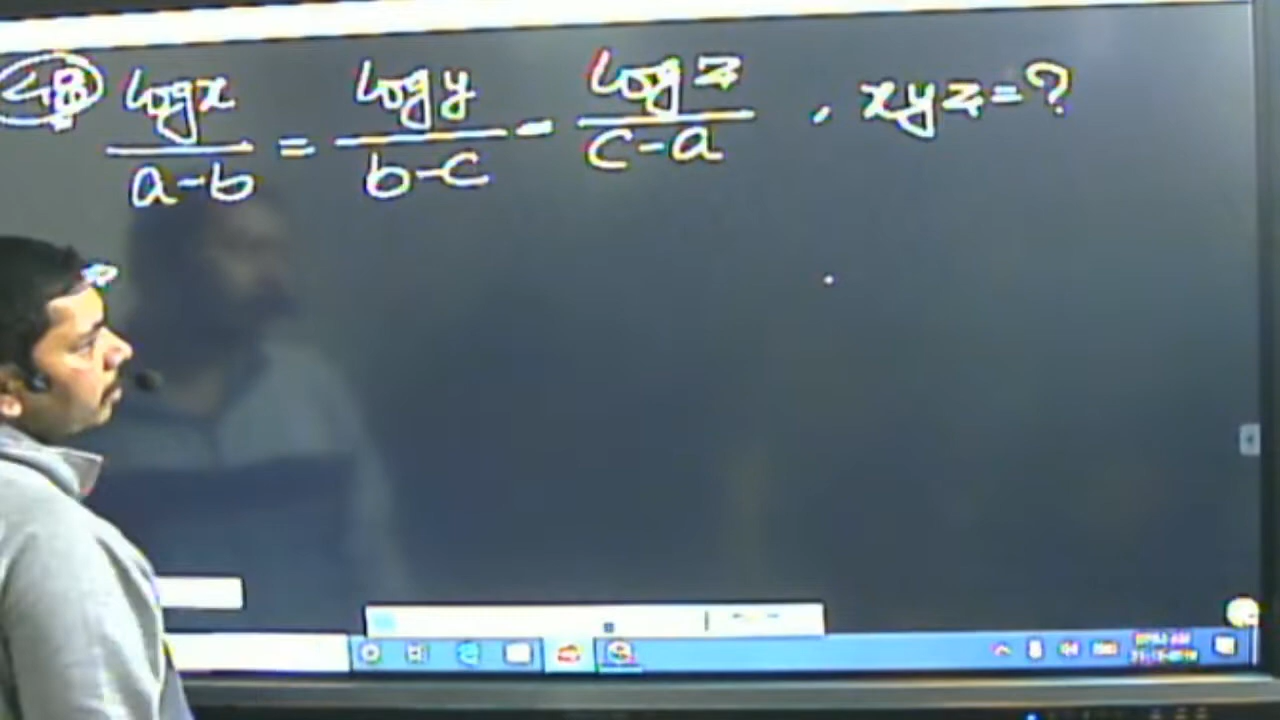 48 logx/a-b = logy/b-c - logz/c-a , xyz=?